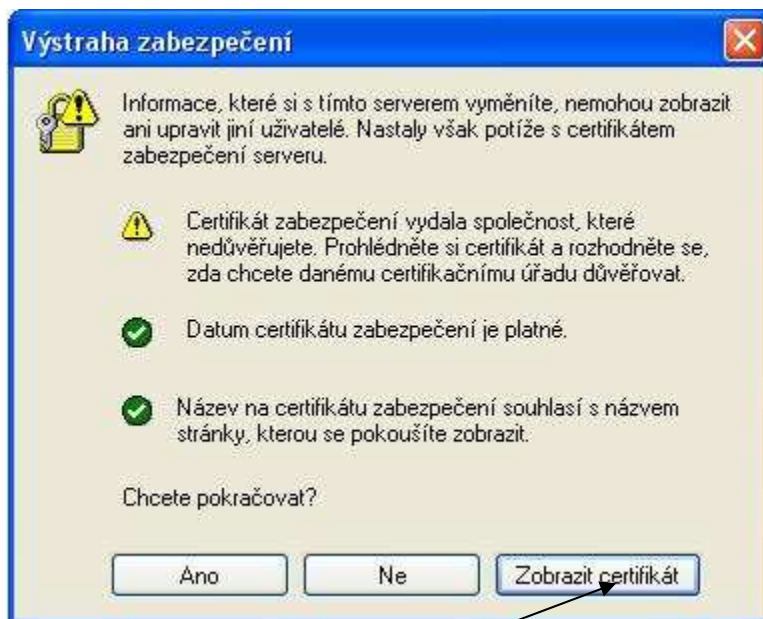 Výstraha zabezpečení
Informace, které si s tímto serverem vyměníte, nemohou zobrazit
ani upravit jiní uživatelé. Nastaly však potíže s certifikátem
zabezpečení serveru.
Certifikát zabezpečení vydala společnost, které
nedůvěřujete. Prohlédněte si certifikát a rozhodněte se,
zda chcete danému certifikačnímu úřadu důvěřovat.
Datum certifikátu zabezpečení je platné.
Název na certifikátu zabezpečení souhlasí s názvem
stránky, kterou se pokoušíte zobrazit.
Chcete pokračovat?
Ano
Ne
Zobrazit certifikát